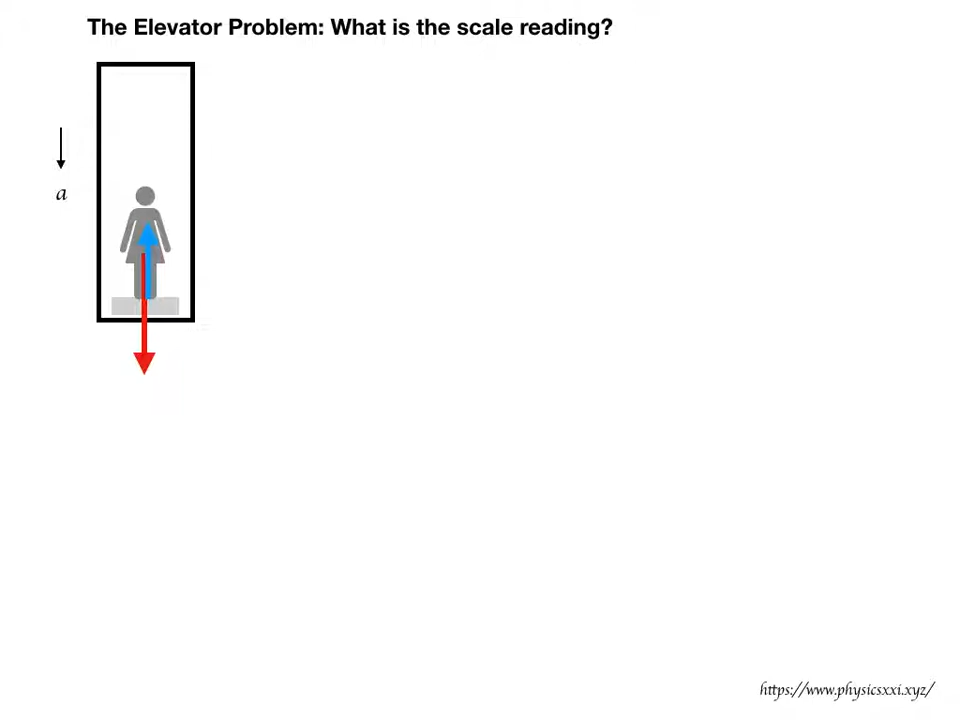 The Elevator Problem: What is the scale reading?
a
https://www.physicsxxi.xyz/